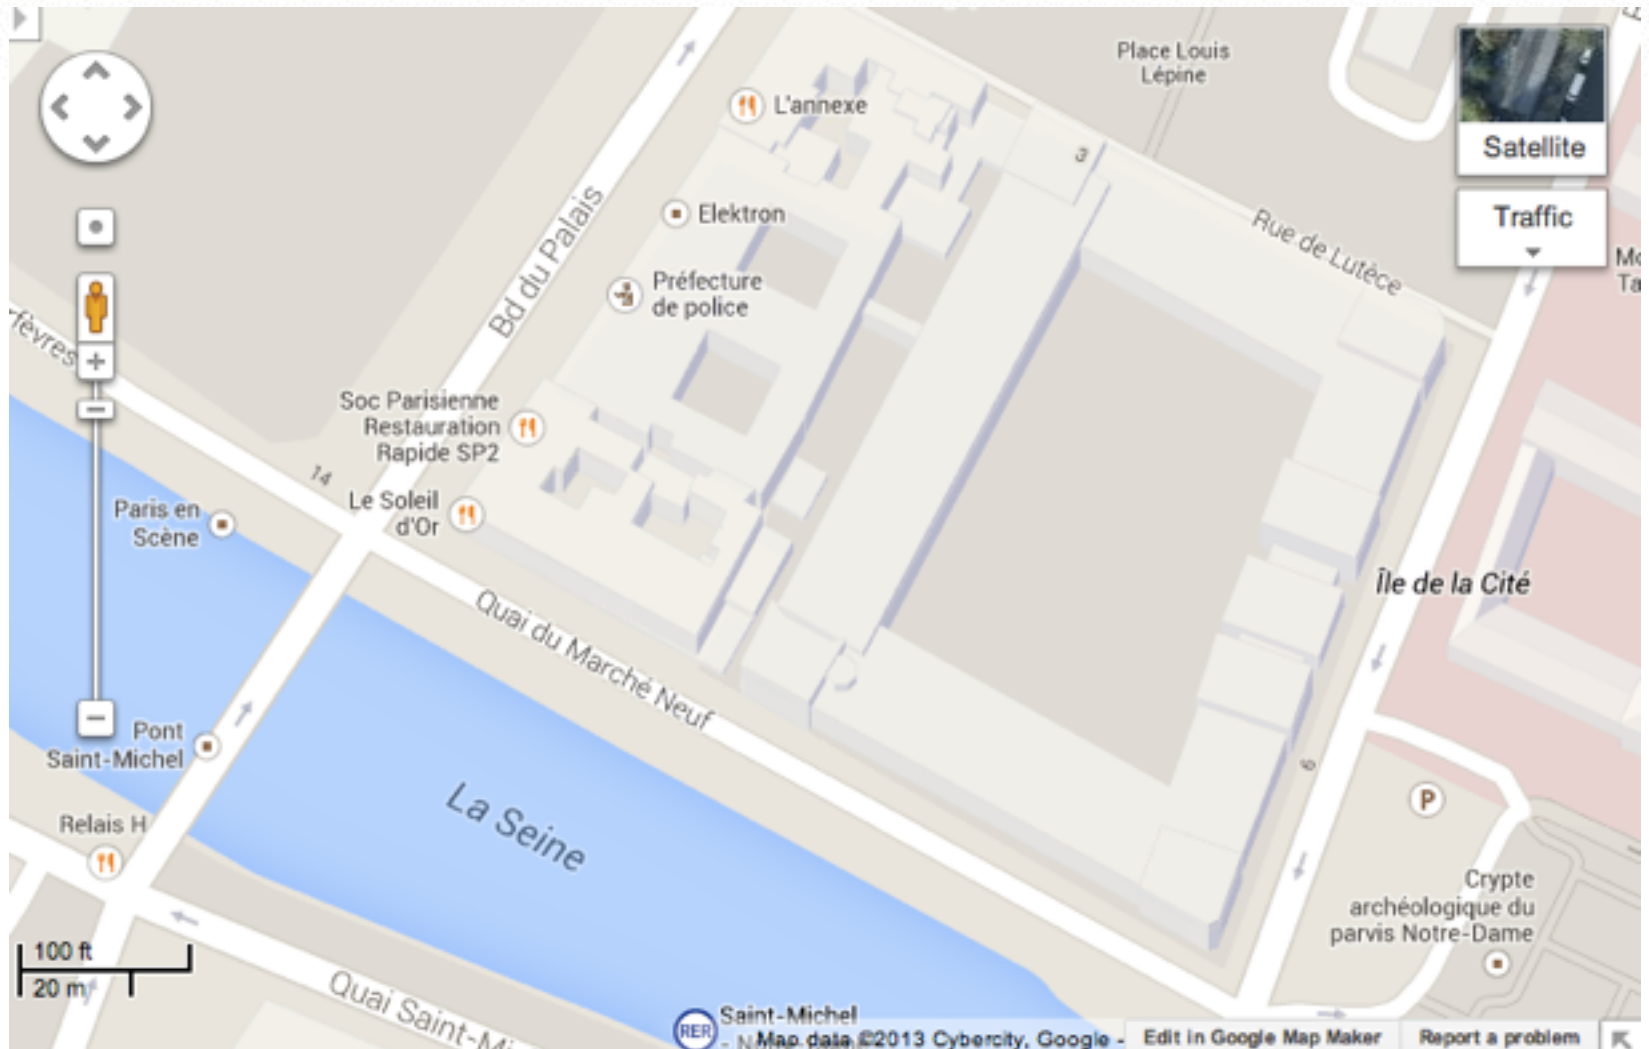 Place Louis
Lépine
L'annexe
Satellite
3
Traffic
Elektron
Bd du Palais
Rue de Lutèce
Préfecture
de police
Soc Parisienne
Restauration
Rapide SP2
14
Le Soleil
d'Or
Paris en
Scène
Île de la Cité
Quai du Marché Neuf
Pont
Saint-Michel
6
La Seine
P
Relais H
Crypte
archéologique du
parvis Notre-Dame
100 ft
20 m
Quai Saint-Mi
RER
Saint-Michel
Map data ©2013 Cybercity, Google -
Edit in Google Map Maker
Report a problem